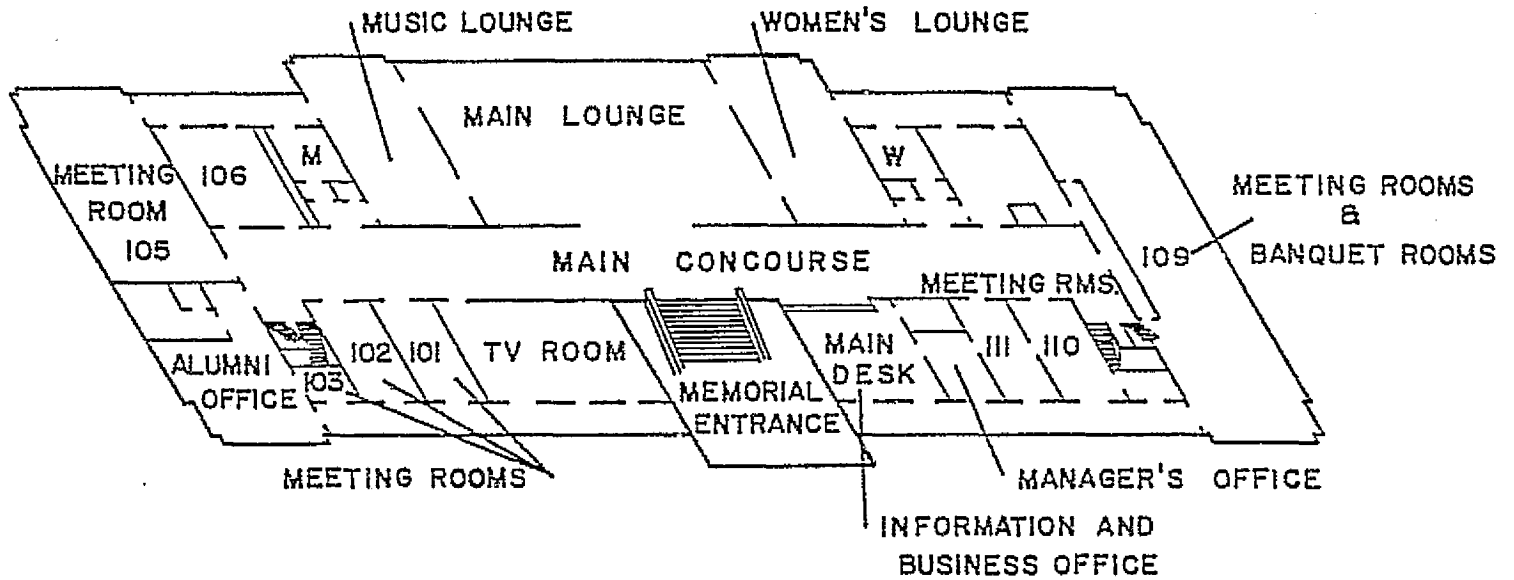 MUSIC LOUNGE
WOMEN'S LOUNGE
MAIN LOUNGE
M
W
MEETING
ROOM
105
106
MEETING ROOMS
&
BANQUET ROOMS
109
MAIN CONCOURSE
MEETING RMS.
ALUMNI
OFFICE
103
102
101
TV ROOM
MEMORIAL
ENTRANCE
MAIN
DESK
111
110
MEETING ROOMS
MANAGER'S OFFICE
INFORMATION AND
BUSINESS OFFICE